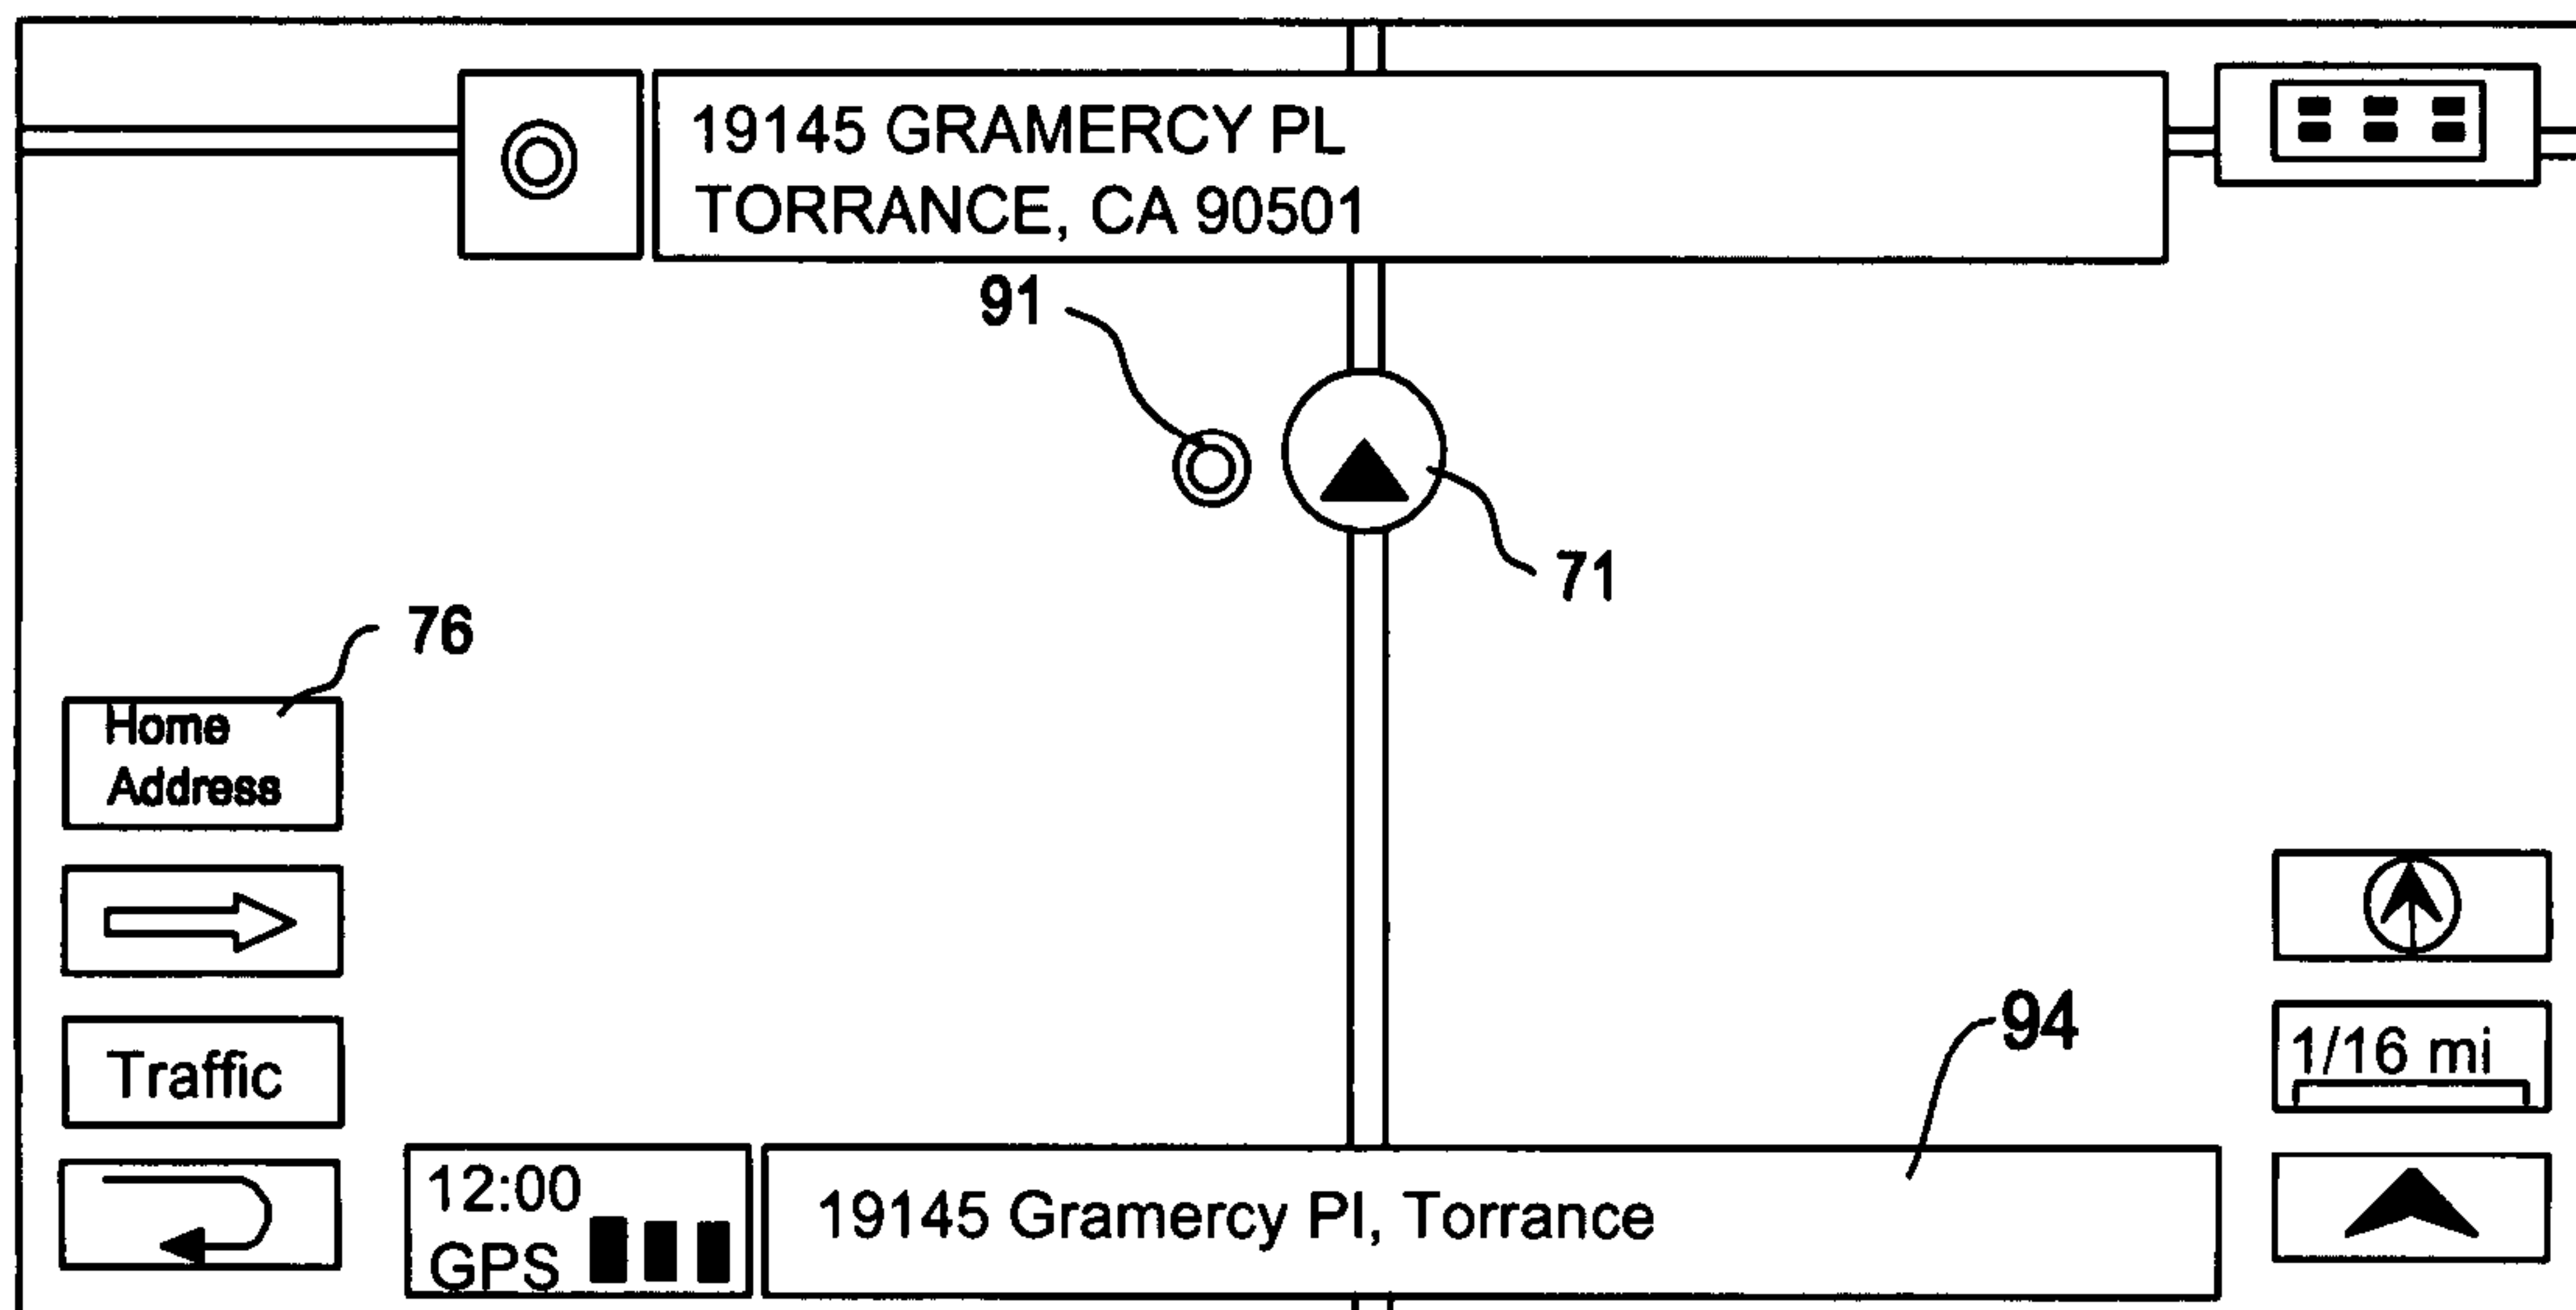 19145 GRAMERCY PL
TORRANCE, CA 90501
91
71
76
Home
Address
94
Traffic
1/16 mi
12:00
GPS
19145 Gramercy Pl, Torrance